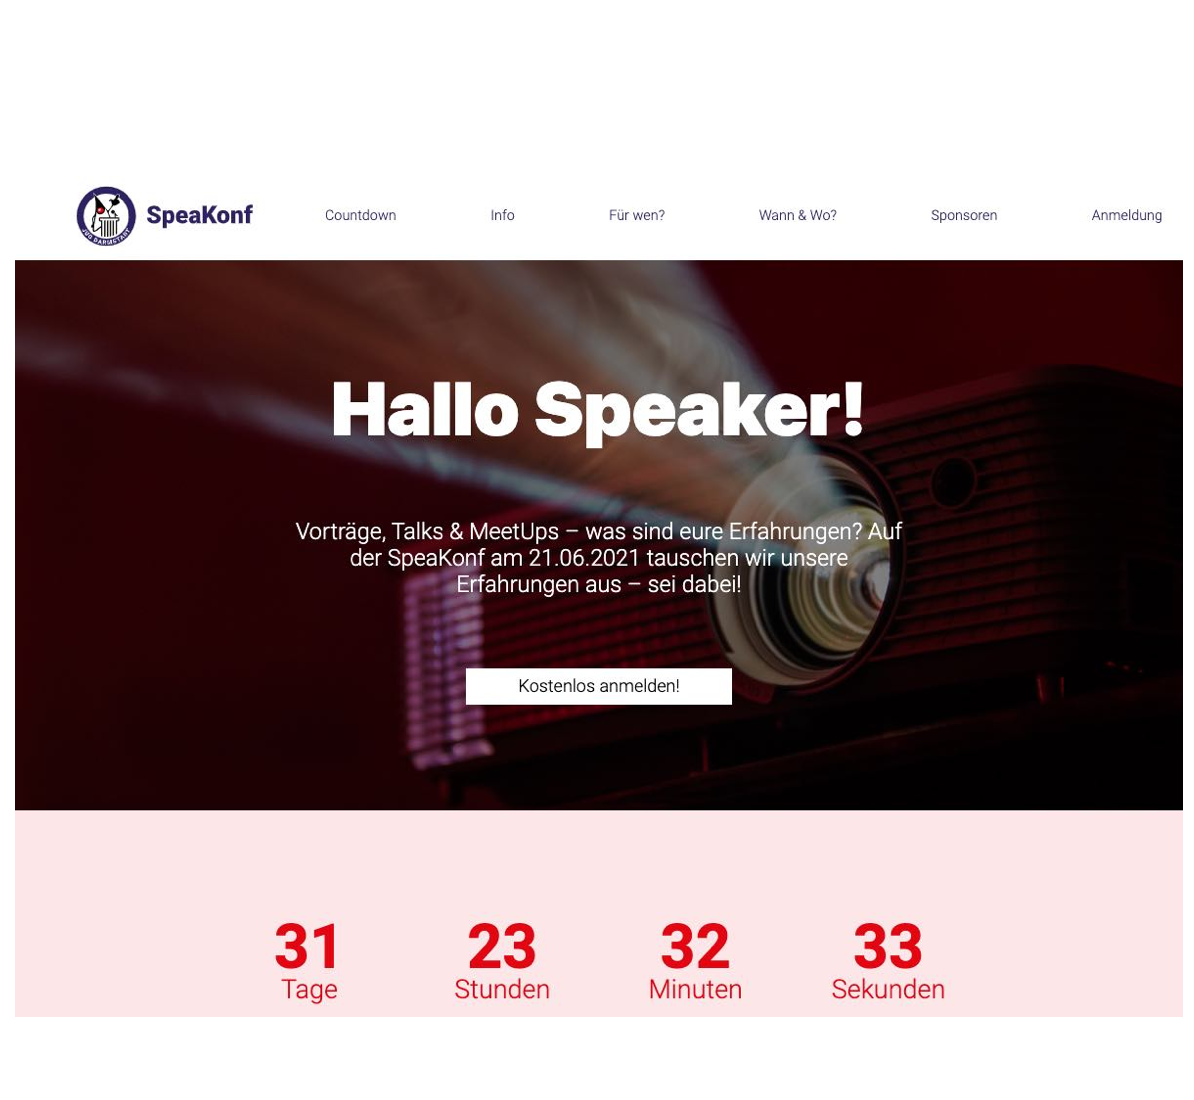 JUG DARMSTADT
SpeaKonf
Countdown
Info
Für wen?
Wann & Wo?
Sponsoren
Anmeldung
Hallo Speaker!
Vorträge, Talks & MeetUps – was sind eure Erfahrungen? Auf
der SpeaKonf am 21.06.2021 tauschen wir unsere
Erfahrungen aus – sei dabei!
Kostenlos anmelden!
31 23 32 33
Tage Stunden Minuten Sekunden